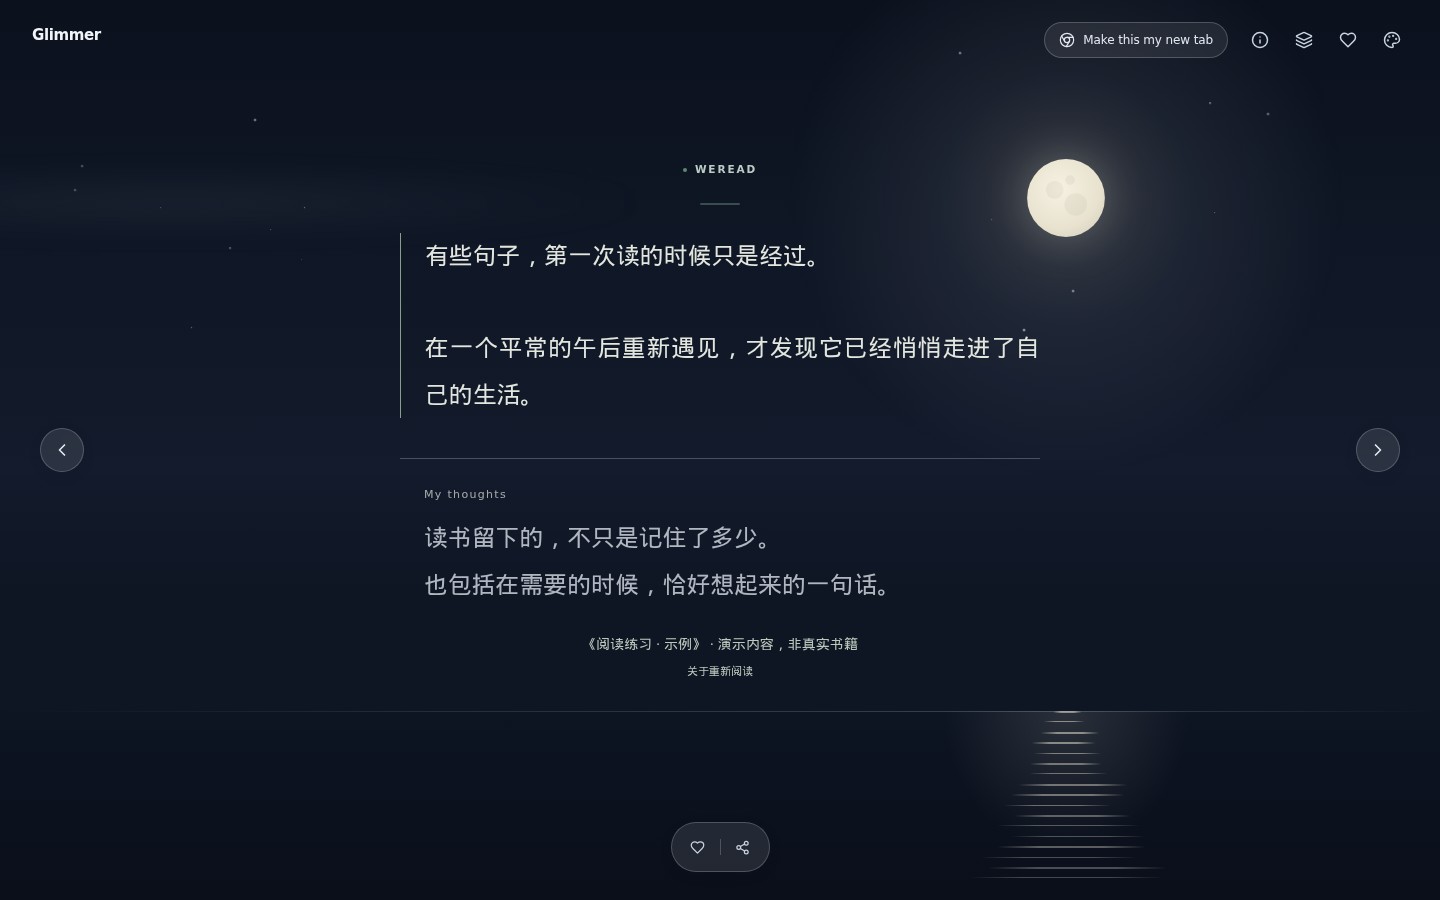 Glimmer
Make this my new tab
WEREAD
有些句子，第一次读的时候只是经过。
在一个平常的午后重新遇见，才发现它已经悄悄走进了自
己的生活。
My thoughts
读书留下的，不只是记住了多少。
也包括在需要的时候，恰好想起来的一句话。
《阅读练习 · 示例》 · 演示内容，非真实书籍
关于重新阅读